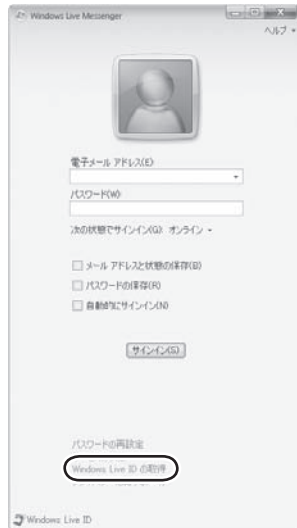 Windows Live Messenger
ヘルプ
電子メール アドレス(E)
パスワード(W)
次の状態でサインイン(G): オンライン
メール アドレスと状態の保存(B)
パスワードの保存(R)
自動的にサインイン(N)
サインイン(S)
パスワードの再設定
Windows Live ID の取得
Windows Live ID